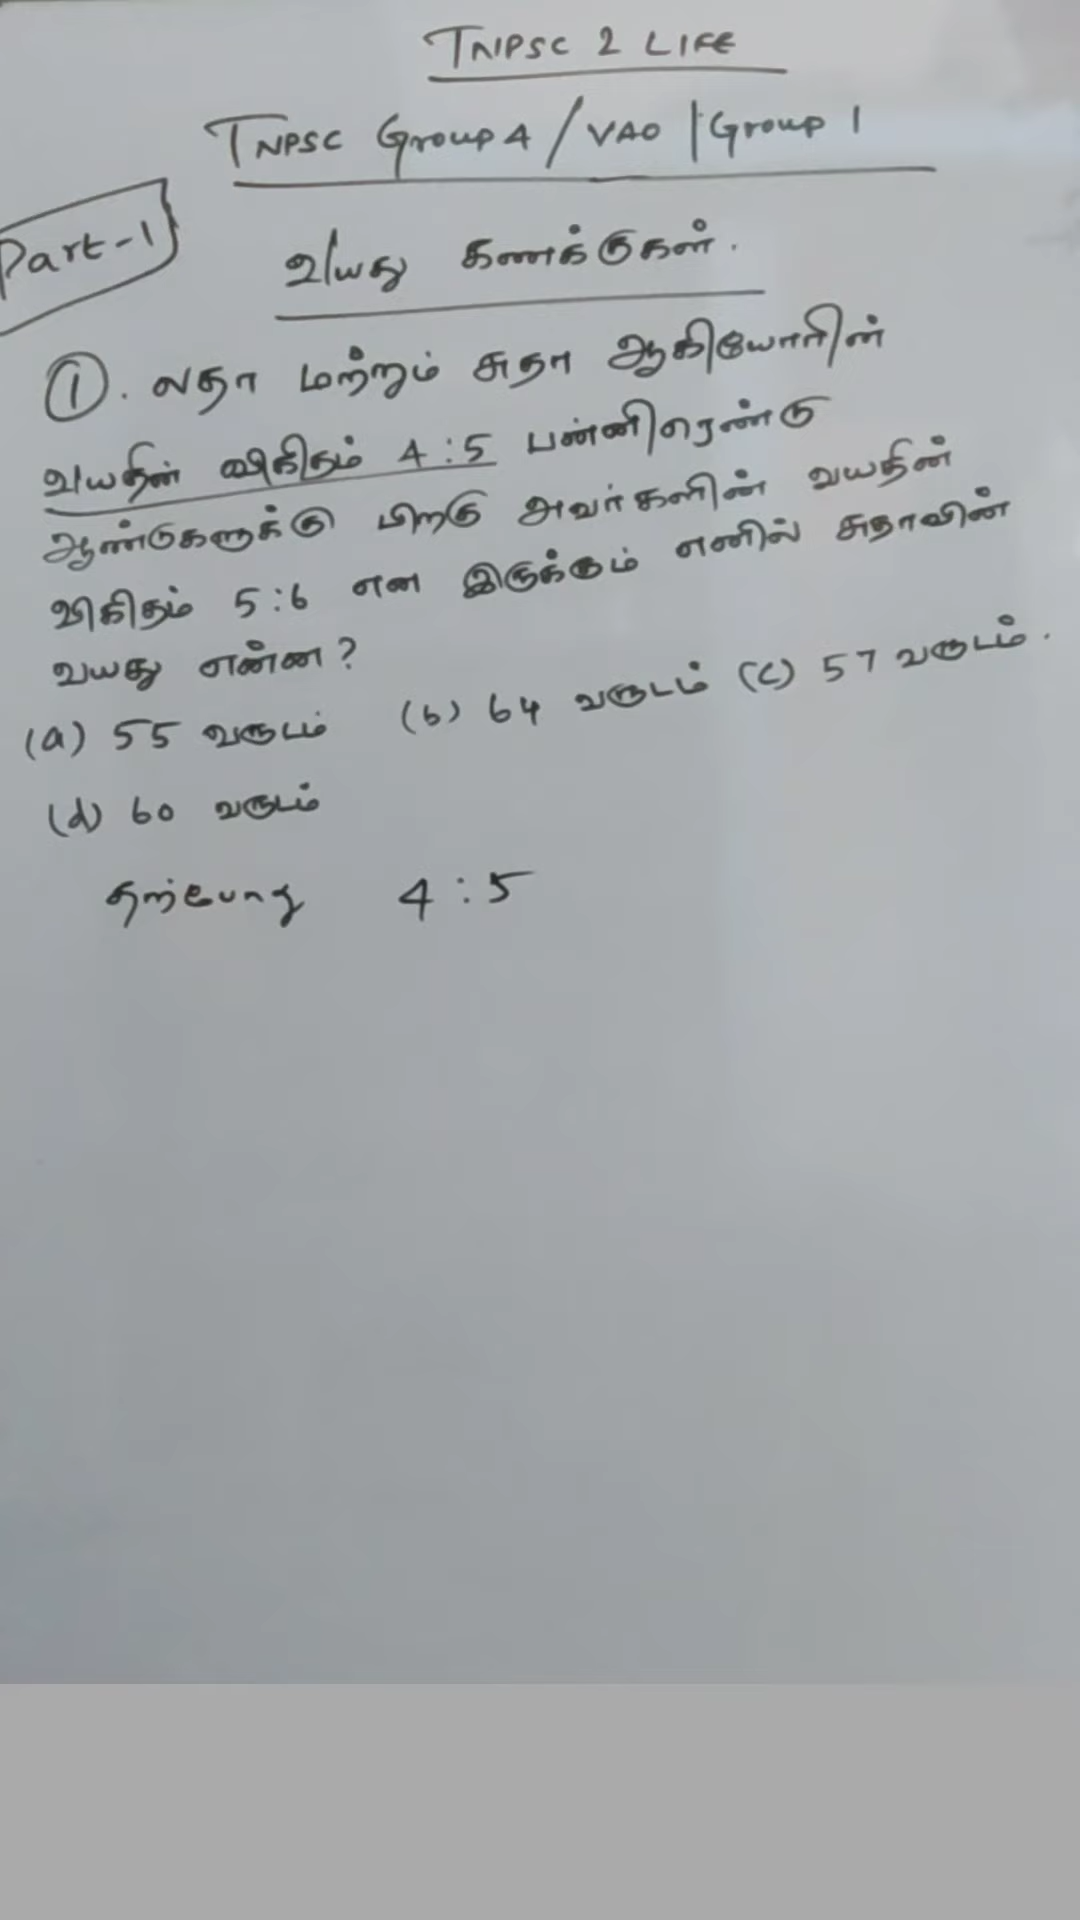 TNPSC 2 LIFE
TNPSC Group 4 / VAO | Group 1
Part-1
வயது கணக்குகள்.
1. லதா மற்றும் சுதா ஆகியோரின்
வயதின் விகிதம் 4:5 பன்னிரெண்டு
ஆண்டுகளுக்கு பிறகு அவர்களின் வயதின்
விகிதம் 5:6 என இருக்கும் எனில் சுதாவின்
வயது என்ன?
(a) 55 வருடம் (b) 64 வருடம் (c) 57 வருடம்.
(d) 60 வருடம்
தற்போது 4:5